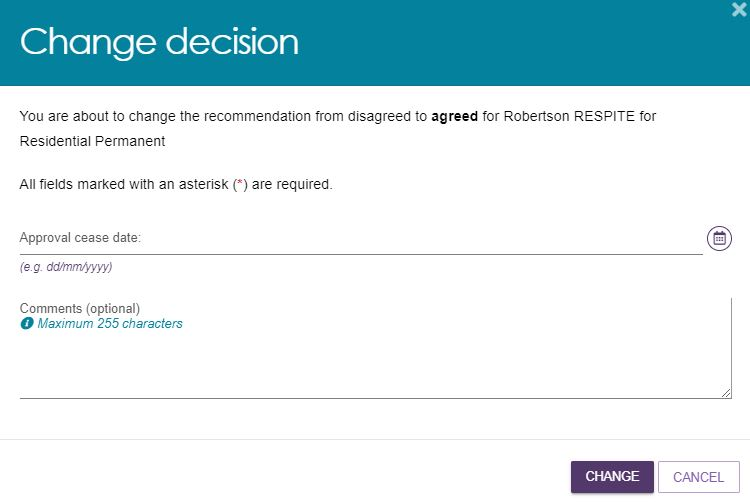 Change decision
You are about to change the recommendation from disagreed to agreed for Robertson RESPITE for
Residential Permanent
All fields marked with an asterisk (*) are required.
Approval cease date:
(e.g. dd/mm/yyyy)
Comments (optional)
Maximum 255 characters
CHANGE
CANCEL